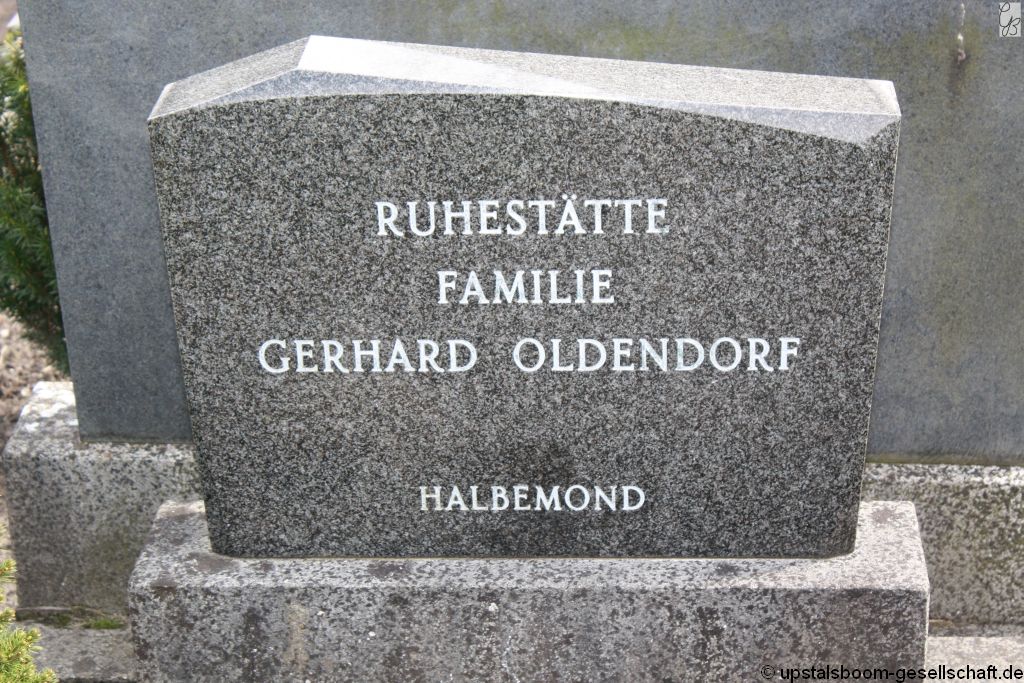 RUHESTÄTTE
FAMILIE
GERHARD OLDENDORF
HALBEMOND
© upstalsboom-gesellschaft.de